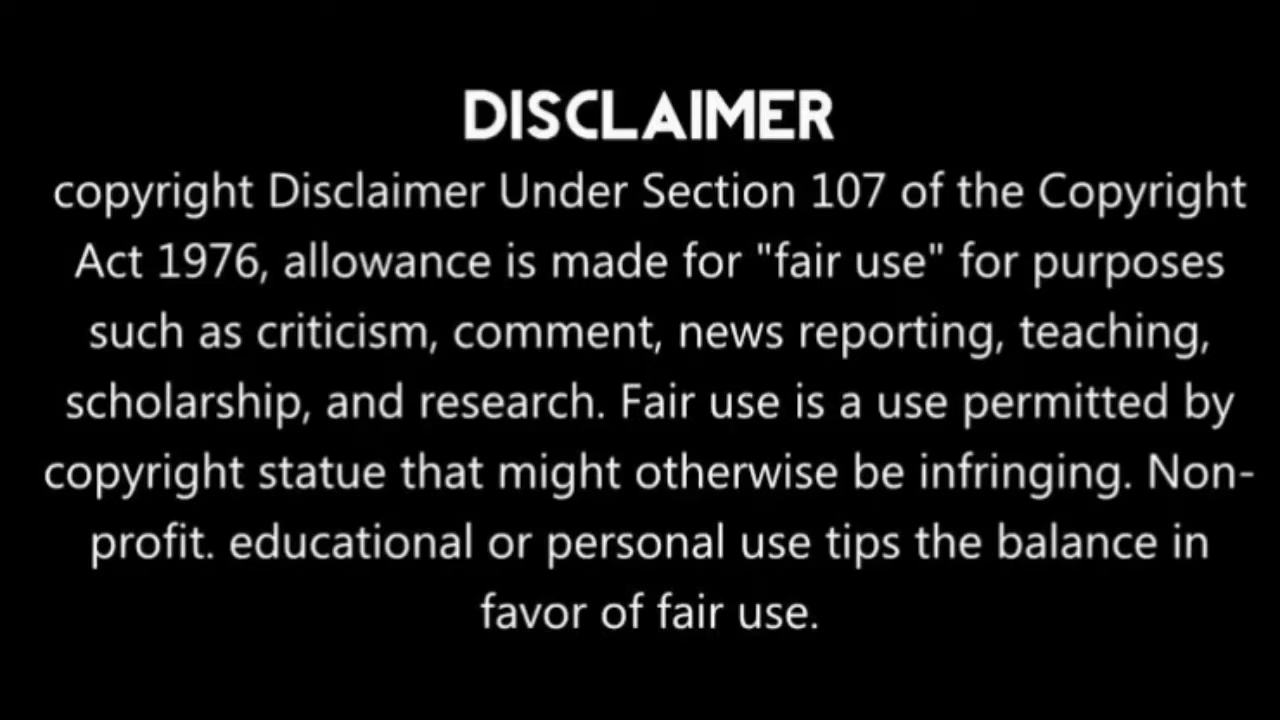 DISCLAIMER
copyright Disclaimer Under Section 107 of the Copyright
Act 1976, allowance is made for "fair use" for purposes
such as criticism, comment, news reporting, teaching,
scholarship, and research. Fair use is a use permitted by
copyright statue that might otherwise be infringing. Non-
profit. educational or personal use tips the balance in
favor of fair use.